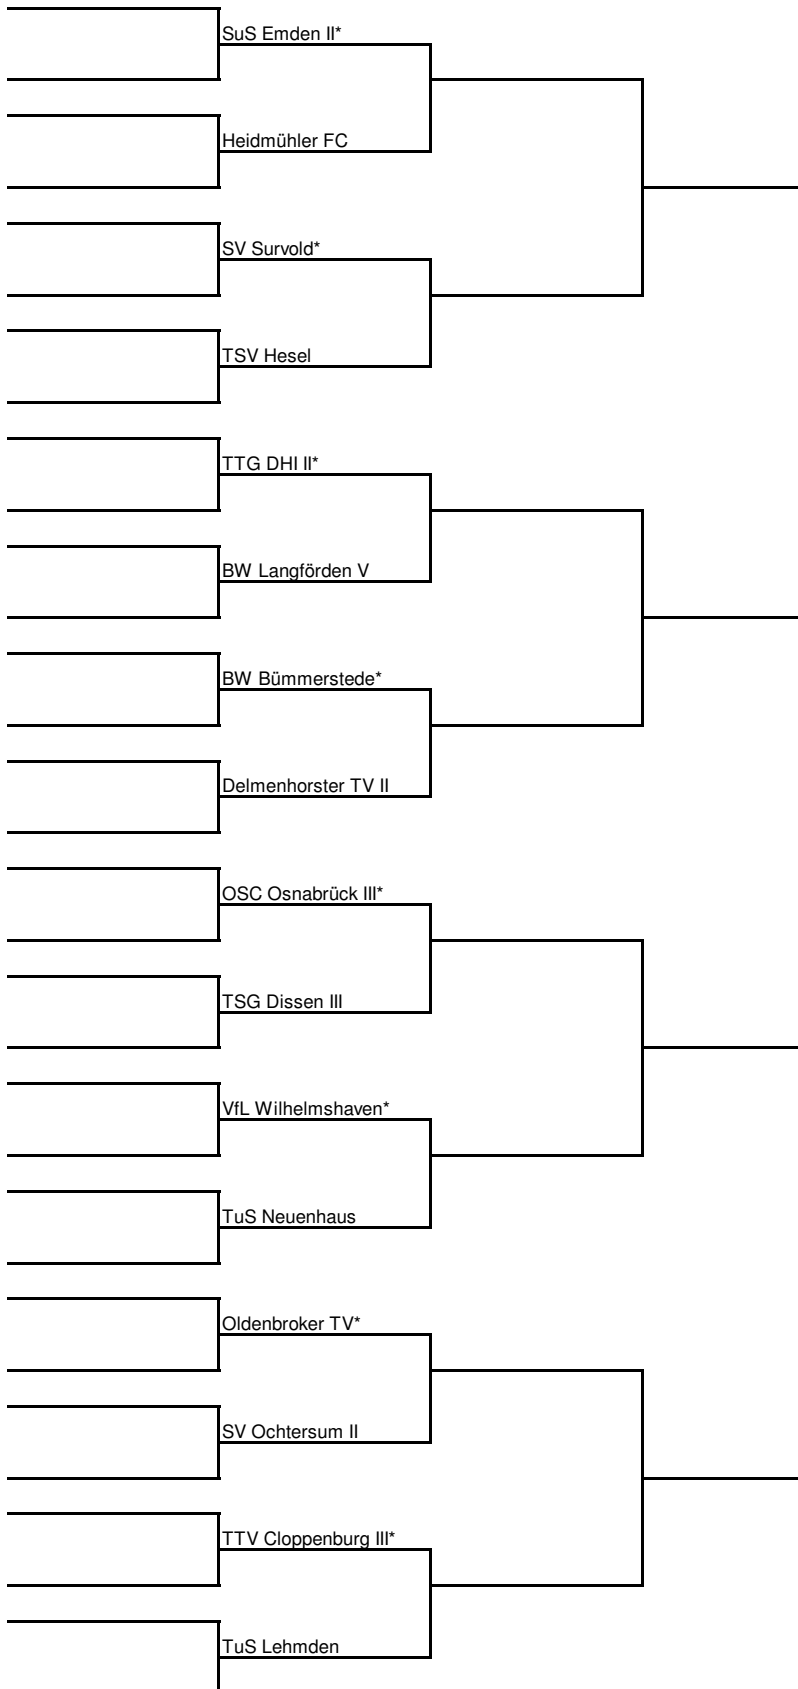 SuS Emden II*
Heidmühler FC
SV Survold*
TSV Hesel
TTG DHI II*
BW Langförden V
BW Bümmerstede*
Delmenhorster TV II
OSC Osnabrück III*
TSG Dissen III
VfL Wilhelmshaven*
TuS Neuenhaus
Oldenbroker TV*
SV Ochtersum II
TTV Cloppenburg III*
TuS Lehmden